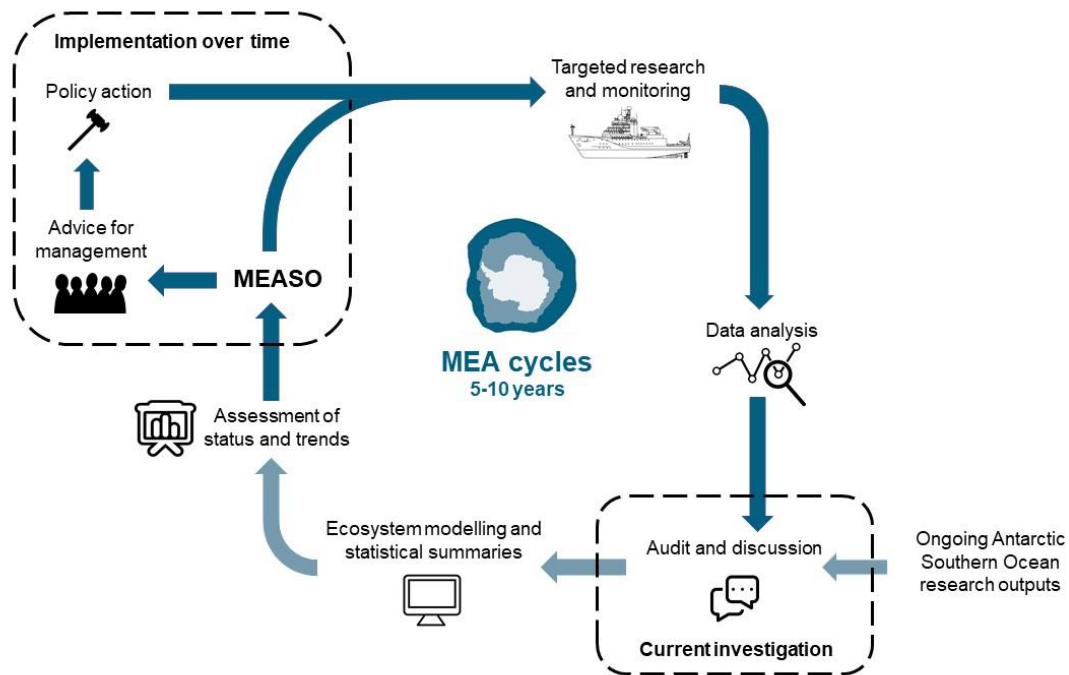 Implementation over time
Policy action
Advice for
management
MEASO
Targeted research
and monitoring
MEA cycles
5-10 years
Data analysis
Assessment of
status and trends
Ecosystem modelling and
statistical summaries
Audit and discussion
Current investigation
Ongoing Antarctic
Southern Ocean
research outputs